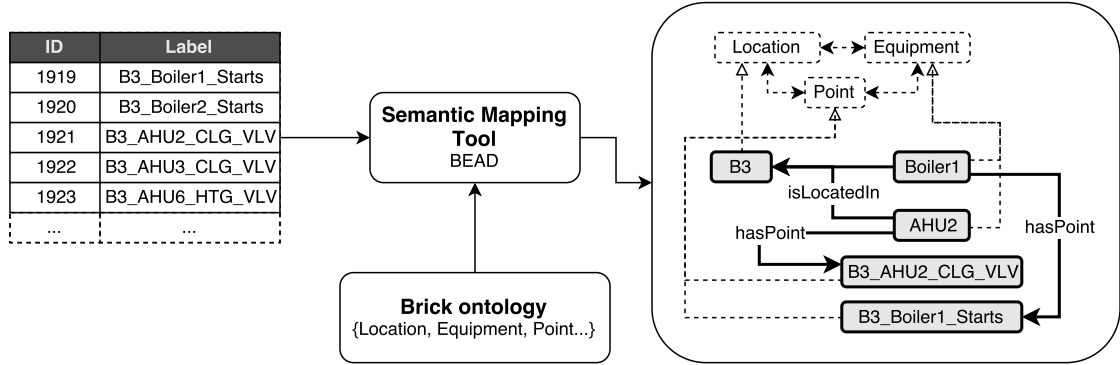 ID Label
1919 B3_Boiler1_Starts
1920 B3_Boiler2_Starts
1921 B3_AHU2_CLG_VLV
1922 B3_AHU3_CLG_VLV
1923 B3_AHU6_HTG_VLV
... ...
Semantic Mapping
Tool
BEAD
Brick ontology
{Location, Equipment, Point...}
Location Equipment
Point
B3 Boiler1
isLocatedIn
AHU2
hasPoint
hasPoint
B3_AHU2_CLG_VLV
B3_Boiler1_Starts